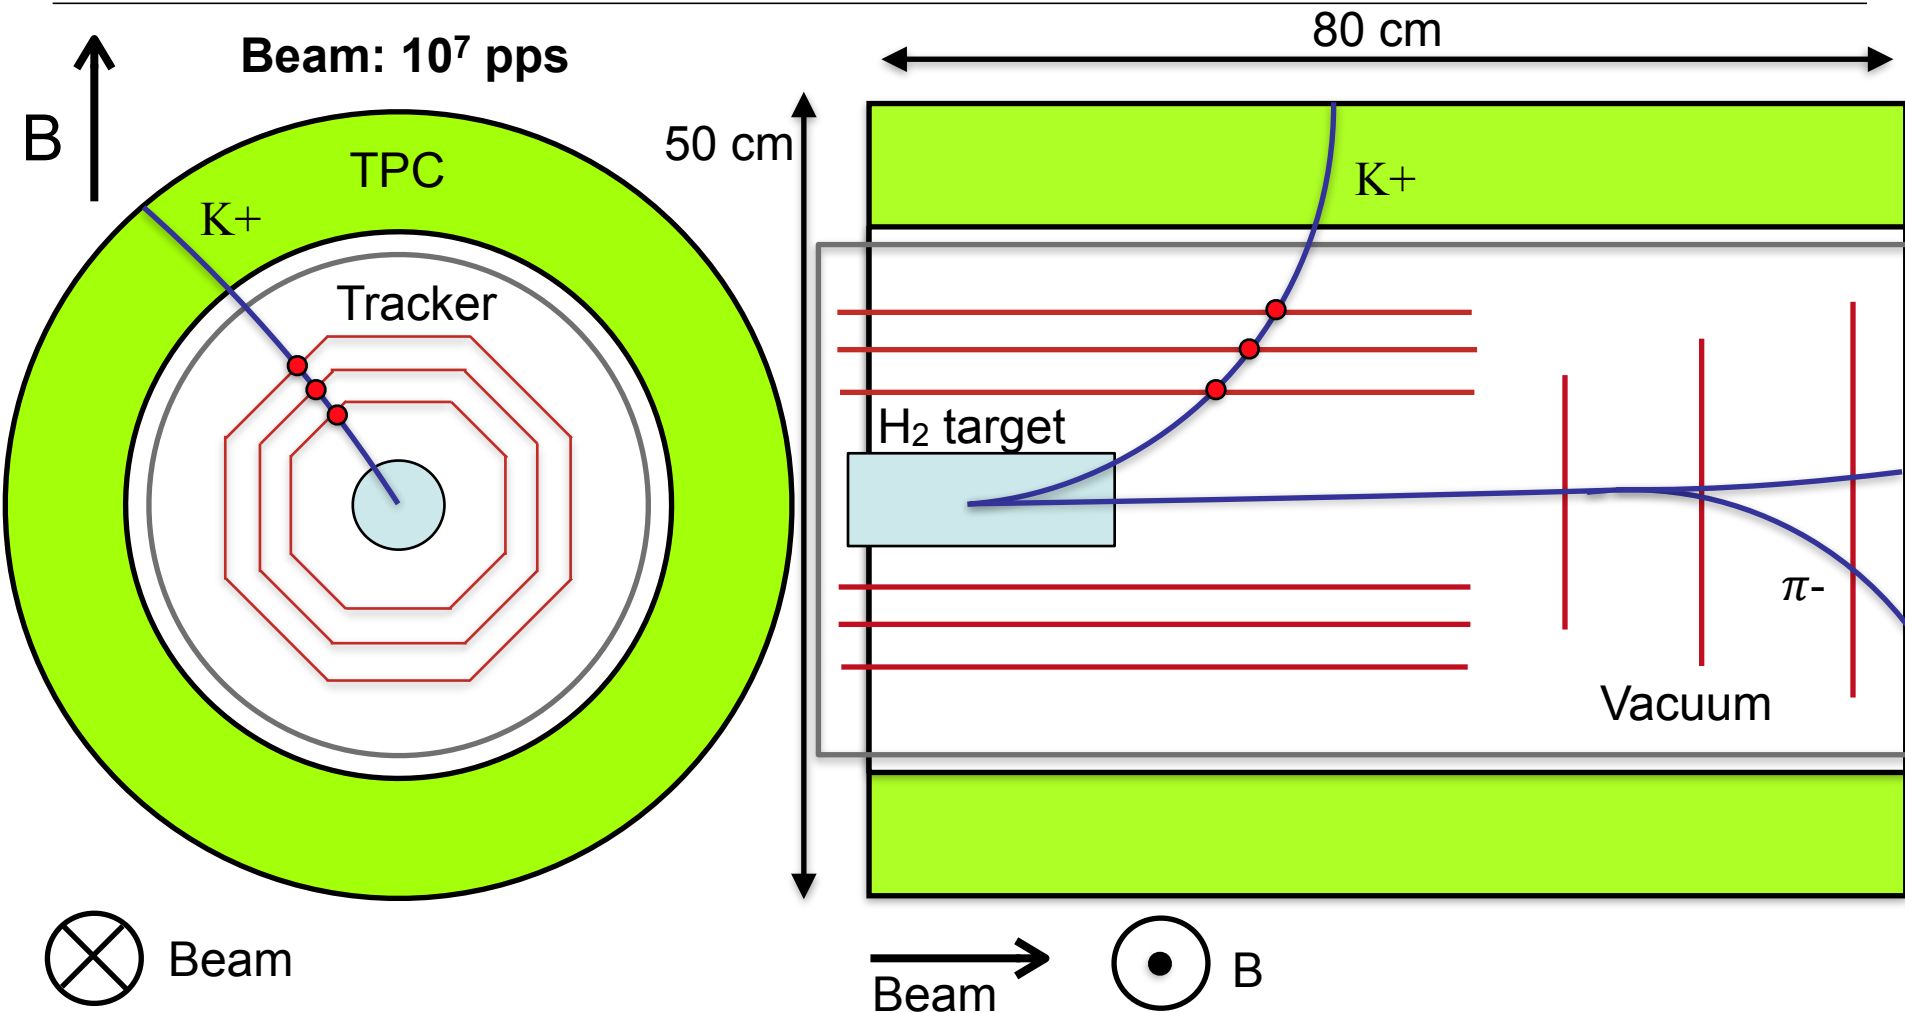 Beam: 10⁷ pps
80 cm
B
TPC
50 cm
K+
K+
Tracker
H₂ target
π-
Vacuum
Beam
Beam
B